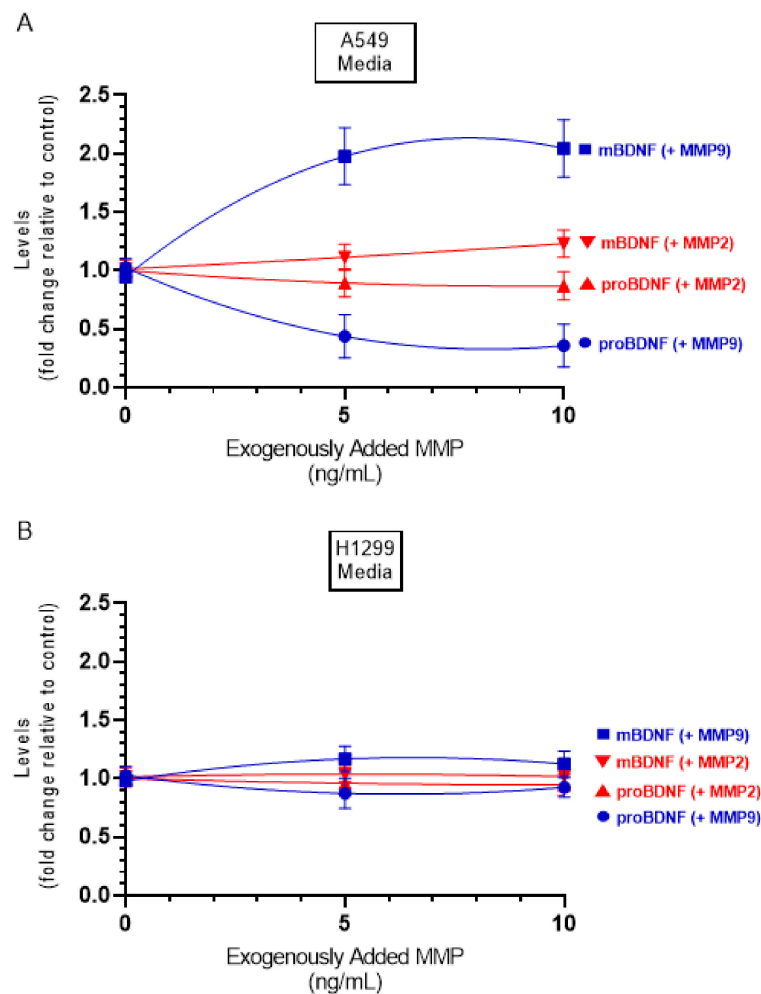 A
A549
Media
Levels
(fold change relative to control)
2.5
2.0
1.5
1.0
0.5
0.0
0
5
10
mBDNF (+ MMP9)
mBDNF (+ MMP2)
proBDNF (+ MMP2)
proBDNF (+ MMP9)
Exogenously Added MMP
(ng/mL)
B
H1299
Media
Levels
(fold change relative to control)
2.5
2.0
1.5
1.0
0.5
0.0
0
5
10
mBDNF (+ MMP9)
mBDNF (+ MMP2)
proBDNF (+ MMP2)
proBDNF (+ MMP9)
Exogenously Added MMP
(ng/mL)